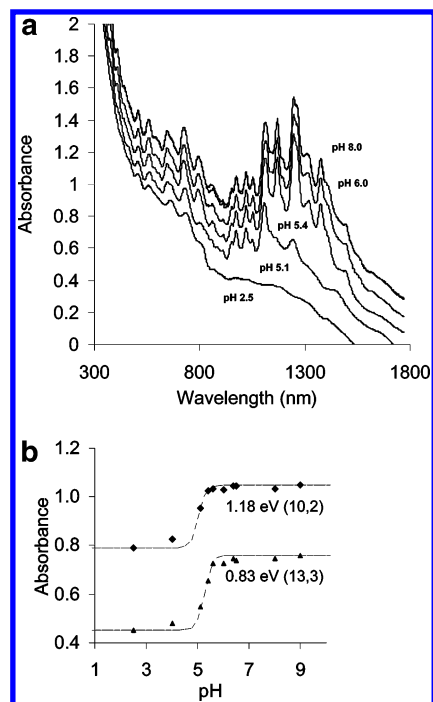 a
2
1.8
1.6
1.4
1.2
1
0.8
0.6
0.4
0.2
0
Absorbance
pH 8.0
pH 6.0
pH 5.4
pH 5.1
pH 2.5
300 800 1300 1800
Wavelength (nm)
b
1.2
1.0
0.8
0.6
0.4
Absorbance
1.18 eV (10,2)
0.83 eV (13,3)
1 3 5 7 9
pH